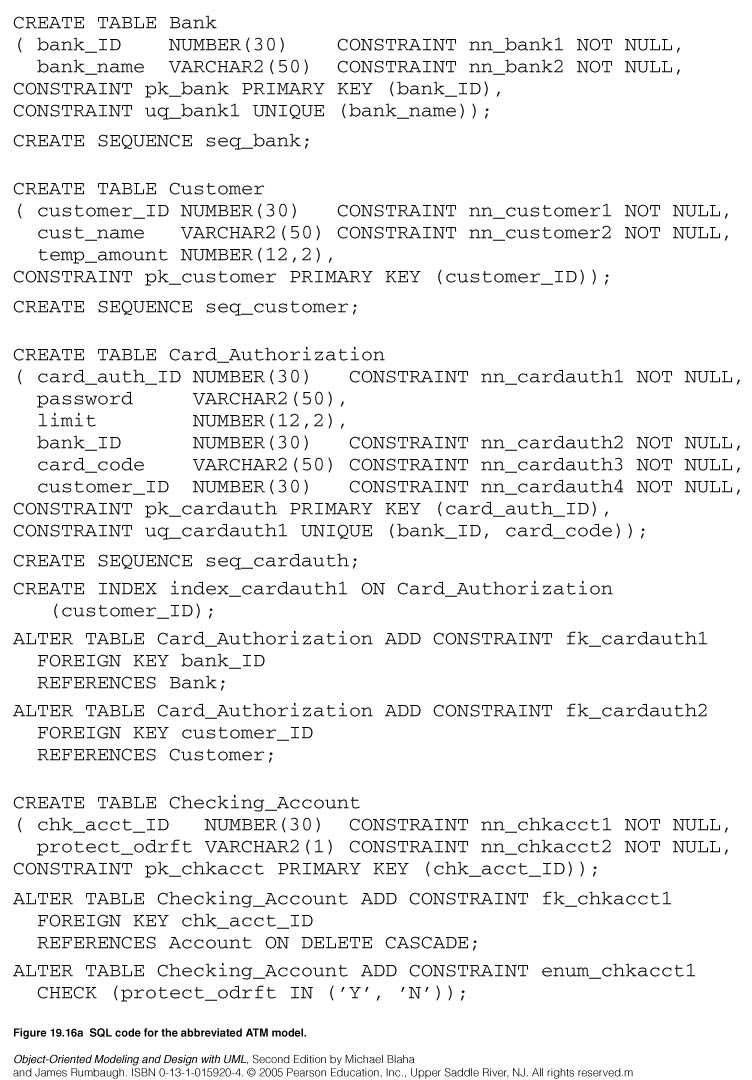 CREATE TABLE Bank
( bank_ID NUMBER(30) CONSTRAINT nn_bank1 NOT NULL,
bank_name VARCHAR2(50) CONSTRAINT nn_bank2 NOT NULL,
CONSTRAINT pk_bank PRIMARY KEY (bank_ID),
CONSTRAINT uq_bank1 UNIQUE (bank_name));
CREATE SEQUENCE seq_bank;
CREATE TABLE Customer
( customer_ID NUMBER(30) CONSTRAINT nn_customer1 NOT NULL,
cust_name VARCHAR2(50) CONSTRAINT nn_customer2 NOT NULL,
temp_amount NUMBER(12,2),
CONSTRAINT pk_customer PRIMARY KEY (customer_ID));
CREATE SEQUENCE seq_customer;
CREATE TABLE Card_Authorization
( card_auth_ID NUMBER(30) CONSTRAINT nn_cardauth1 NOT NULL,
password VARCHAR2(50),
limit NUMBER(12,2),
bank_ID NUMBER(30) CONSTRAINT nn_cardauth2 NOT NULL,
card_code VARCHAR2(50) CONSTRAINT nn_cardauth3 NOT NULL,
customer_ID NUMBER(30) CONSTRAINT nn_cardauth4 NOT NULL,
CONSTRAINT pk_cardauth PRIMARY KEY (card_auth_ID),
CONSTRAINT uq_cardauth1 UNIQUE (bank_ID, card_code));
CREATE SEQUENCE seq_cardauth;
CREATE INDEX index_cardauth1 ON Card_Authorization
(customer_ID);
ALTER TABLE Card_Authorization ADD CONSTRAINT fk_cardauth1
FOREIGN KEY bank_ID
REFERENCES Bank;
ALTER TABLE Card_Authorization ADD CONSTRAINT fk_cardauth2
FOREIGN KEY customer_ID
REFERENCES Customer;
CREATE TABLE Checking_Account
( chk_acct_ID NUMBER(30) CONSTRAINT nn_chkacct1 NOT NULL,
protect_odrft VARCHAR2(1) CONSTRAINT nn_chkacct2 NOT NULL,
CONSTRAINT pk_chkacct PRIMARY KEY (chk_acct_ID));
ALTER TABLE Checking_Account ADD CONSTRAINT fk_chkacct1
FOREIGN KEY chk_acct_ID
REFERENCES Account ON DELETE CASCADE;
ALTER TABLE Checking_Account ADD CONSTRAINT enum_chkacct1
CHECK (protect_odrft IN (’Y’, ’N’));
Figure 19.16a SQL code for the abbreviated ATM model.
Object-Oriented Modeling and Design with UML, Second Edition by Michael Blaha
and James Rumbaugh. ISBN 0-13-1-015920-4. © 2005 Pearson Education, Inc., Upper Saddle River, NJ. All rights reserved.m